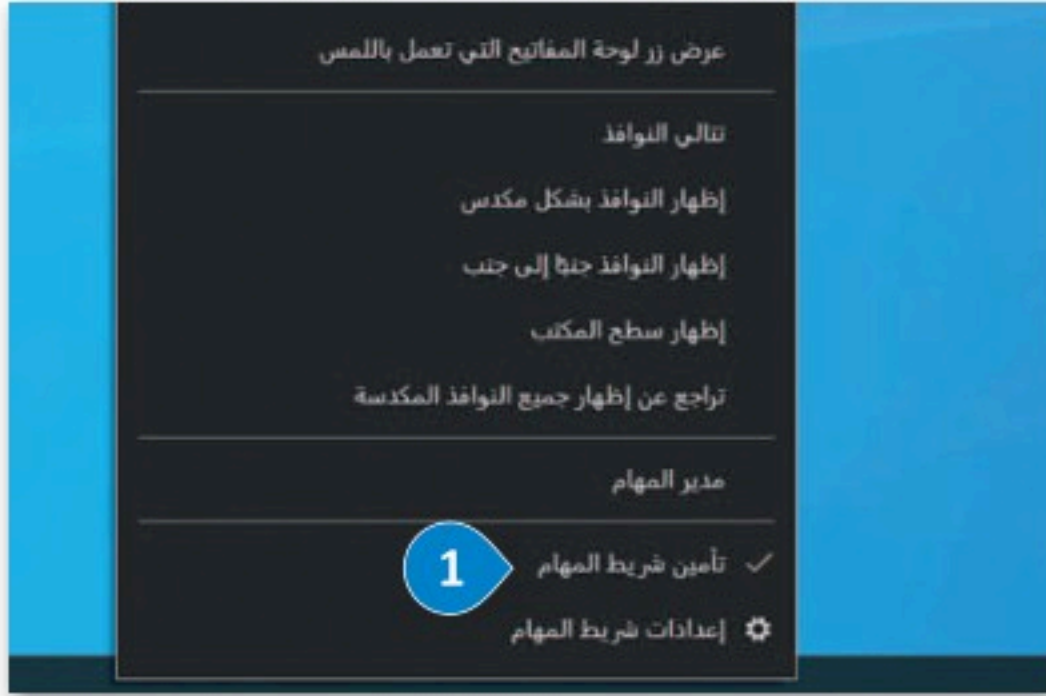 عرض زر لوحة المفاتيح التي تعمل باللمس
تتالي النوافذ
إظهار النوافذ بشكل مكدس
إظهار النوافذ جنبًا إلى جنب
إظهار سطح المكتب
تراجع عن إظهار جميع النوافذ المكدسة
مدير المهام
تأمين شريط المهام
1
إعدادات شريط المهام